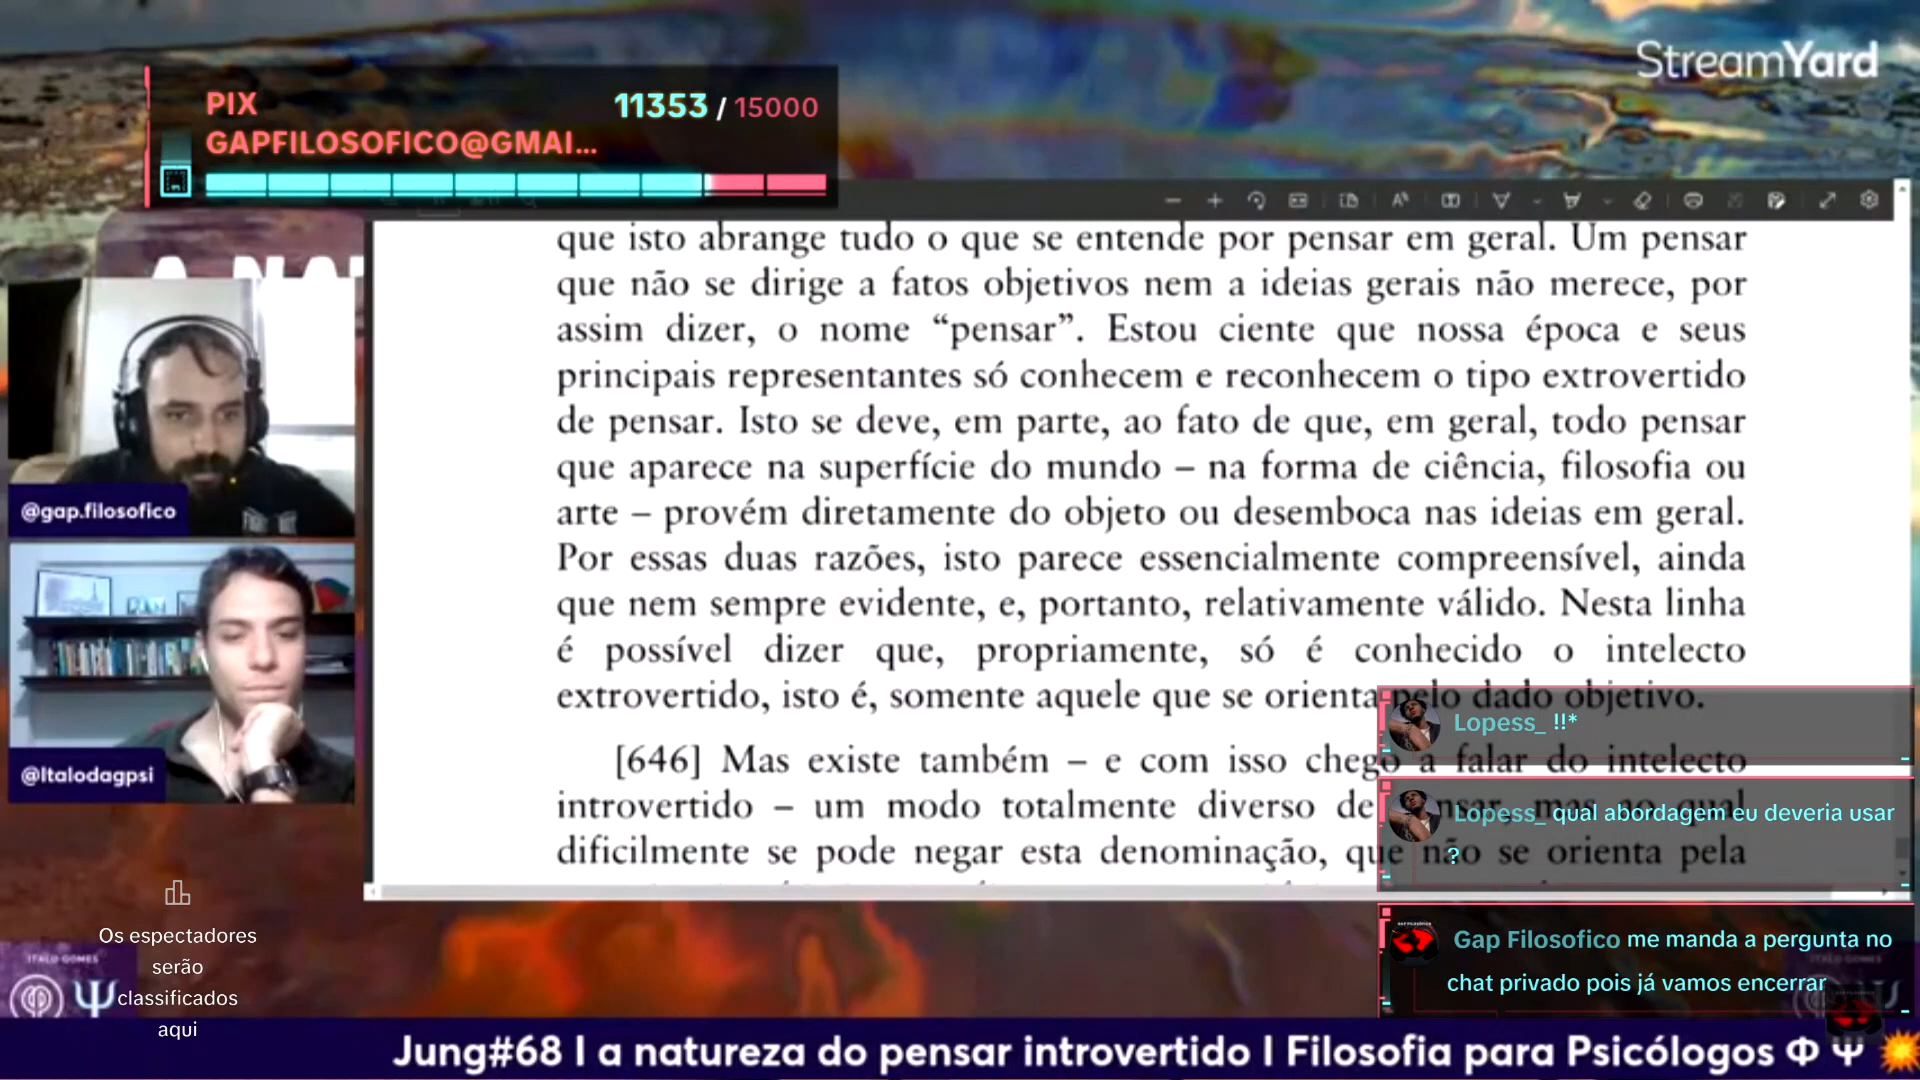 StreamYard
PIX
11353 / 15000
GAPFILOSOFICO@GMAI...
que isto abrange tudo o que se entende por pensar em geral. Um pensar
que não se dirige a fatos objetivos nem a ideias gerais não merece, por
assim dizer, o nome “pensar”. Estou ciente que nossa época e seus
principais representantes só conhecem e reconhecem o tipo extrovertido
de pensar. Isto se deve, em parte, ao fato de que, em geral, todo pensar
que aparece na superfície do mundo – na forma de ciência, filosofia ou
arte – provém diretamente do objeto ou desemboca nas ideias em geral.
Por essas duas razões, isto parece essencialmente compreensível, ainda
que nem sempre evidente, e, portanto, relativamente válido. Nesta linha
é possível dizer que, propriamente, só é conhecido o intelecto
extrovertido, isto é, somente aquele que se orienta pelo dado objetivo.
[646] Mas existe também – e com isso chego a falar do intelecto
introvertido – um modo totalmente diverso de pensar, mas ao qual
dificilmente se pode negar esta denominação, que não se orienta pela
@gap.filosofico
@Italodagpsi
Lopess_ !!*
Lopess_ qual abordagem eu deveria usar
?
Gap Filosofico me manda a pergunta no
chat privado pois já vamos encerrar
Os espectadores
serão
classificados
aqui
ITALO GOMES
Jung#68 I a natureza do pensar introvertido I Filosofia para Psicólogos Φ Ψ